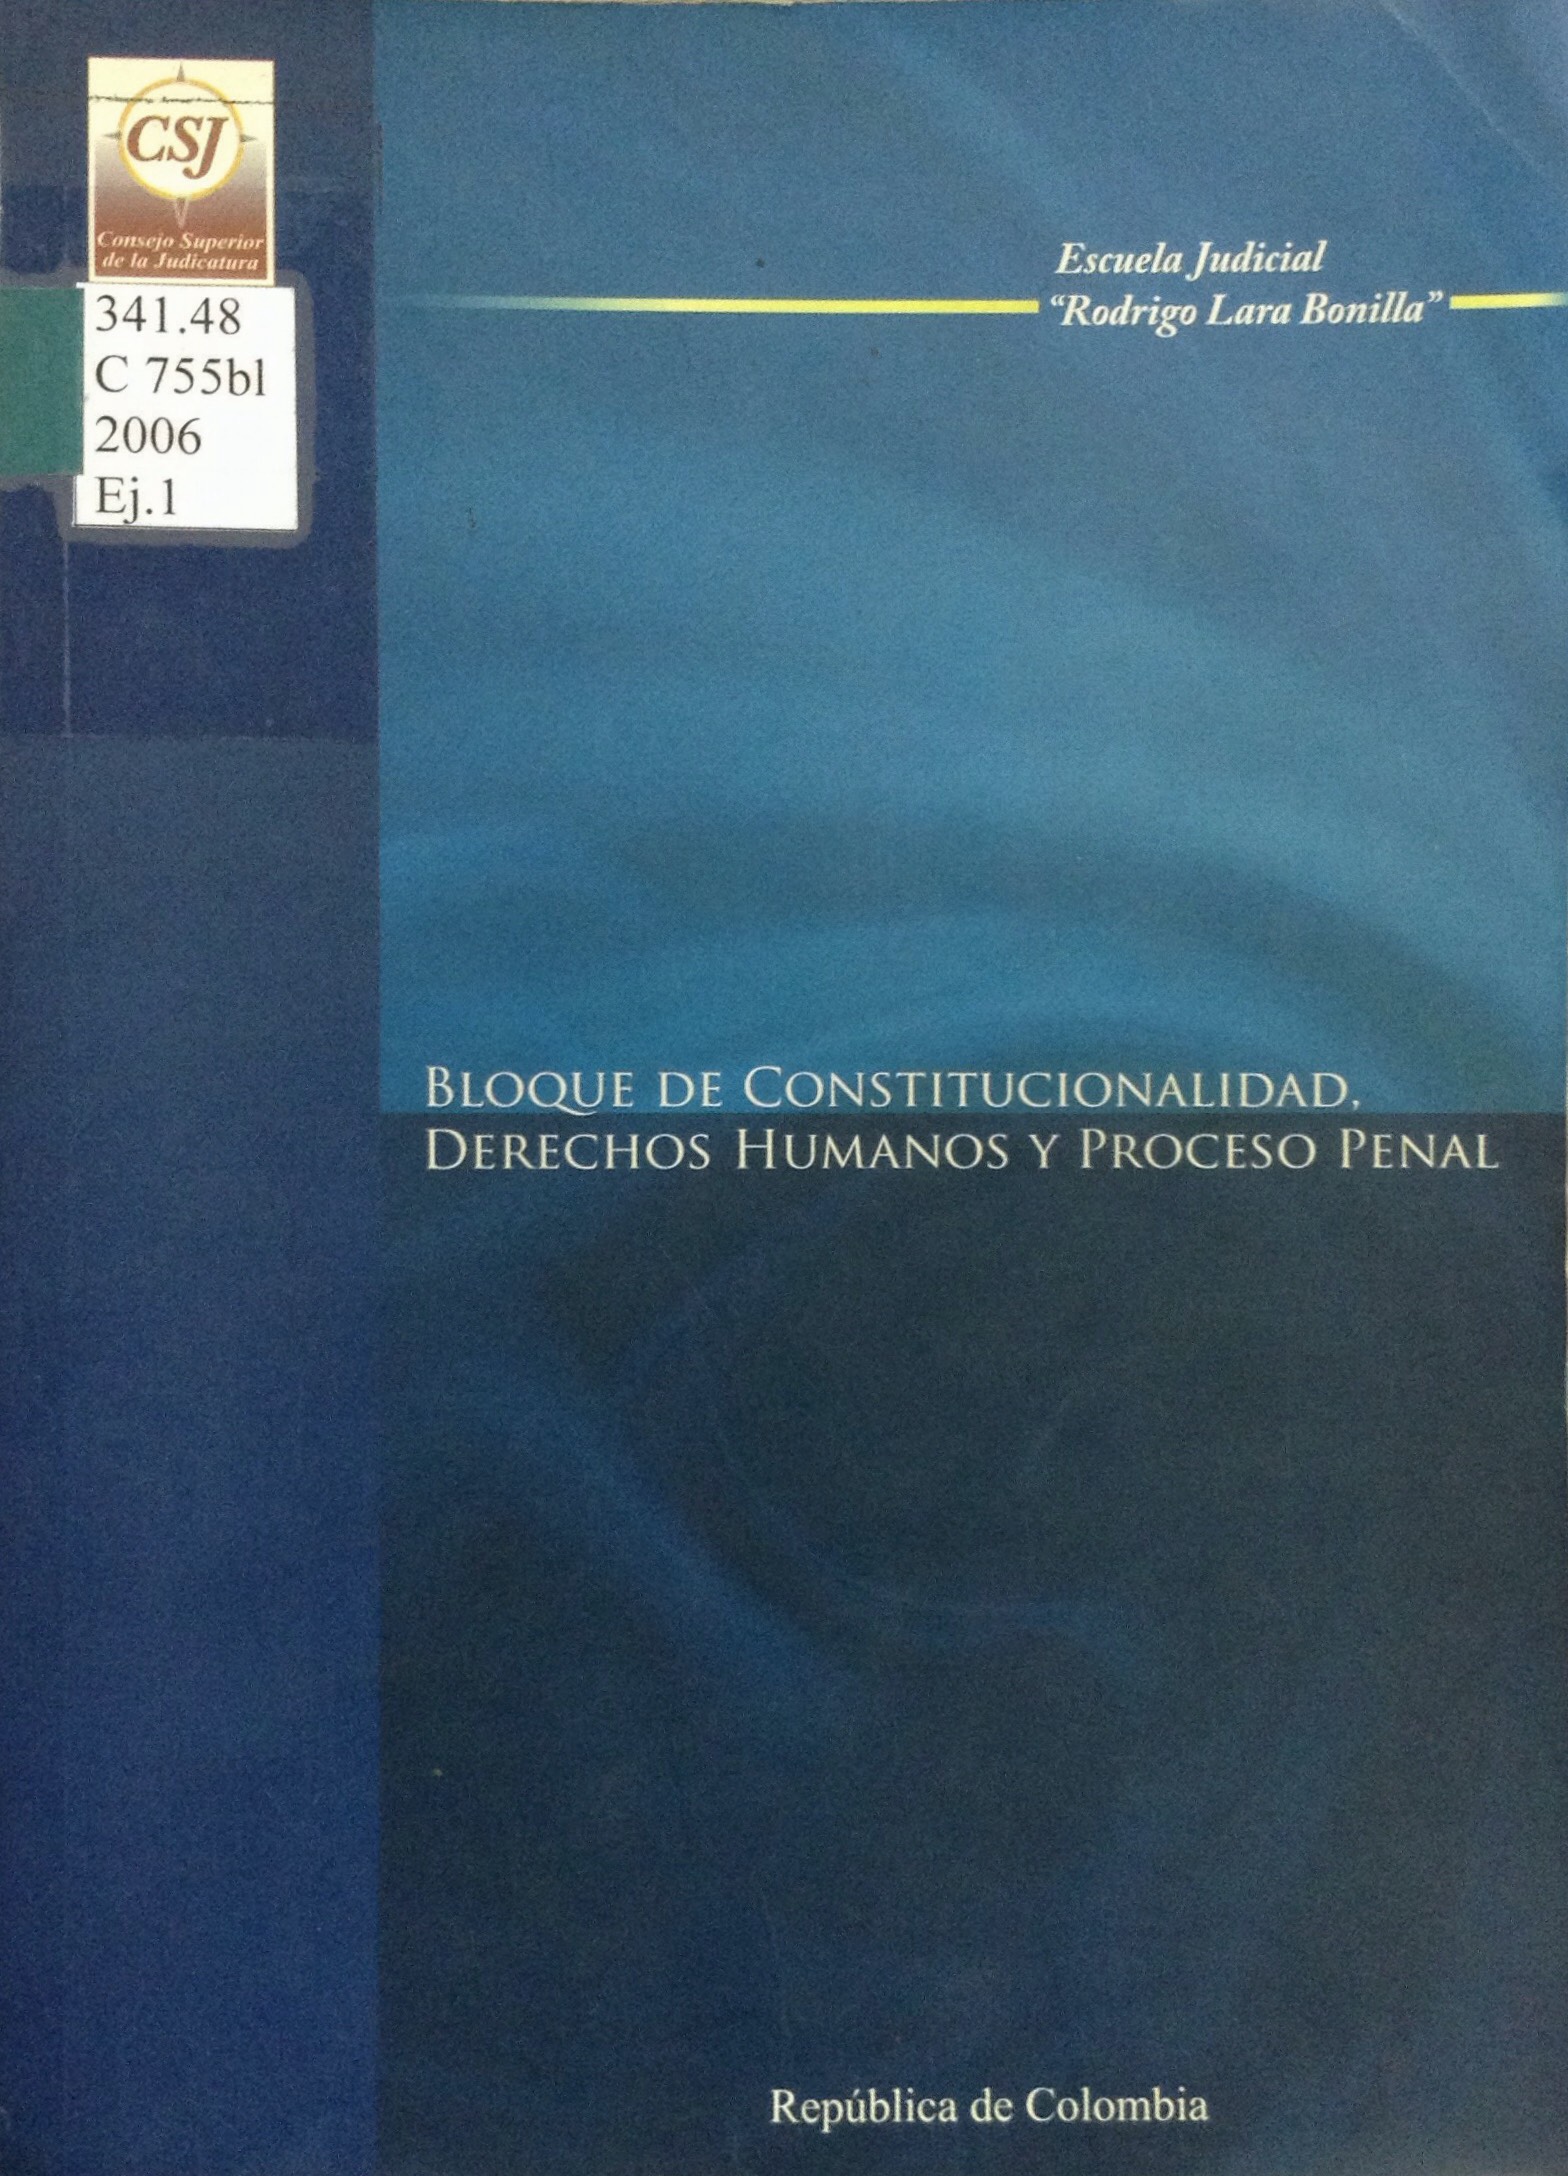 CSJ
Consejo Superior
de la Judicatura
341.48
C 755bl
2006
Ej.1
Escuela Judicial
“Rodrigo Lara Bonilla”
BLOQUE DE CONSTITUCIONALIDAD,
DERECHOS HUMANOS Y PROCESO PENAL
República de Colombia